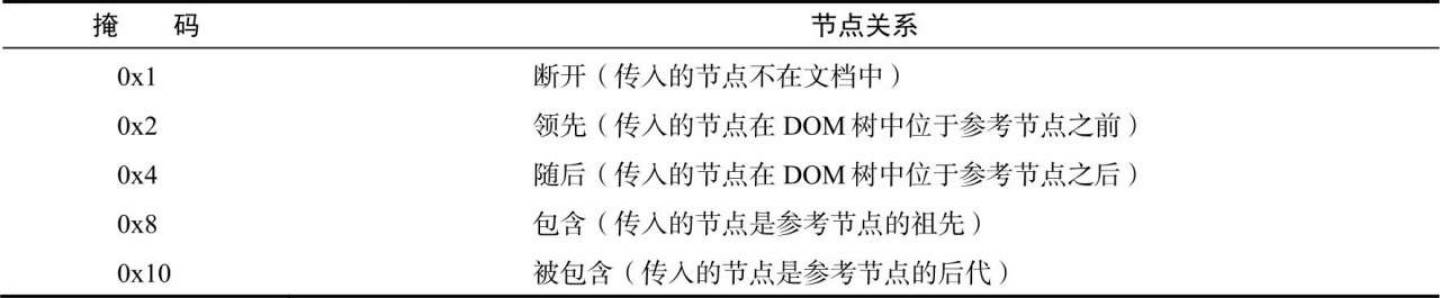 掩 码 节点关系
0x1 断开（传入的节点不在文档中）
0x2 领先（传入的节点在 DOM 树中位于参考节点之前）
0x4 随后（传入的节点在 DOM 树中位于参考节点之后）
0x8 包含（传入的节点是参考节点的祖先）
0x10 被包含（传入的节点是参考节点的后代）